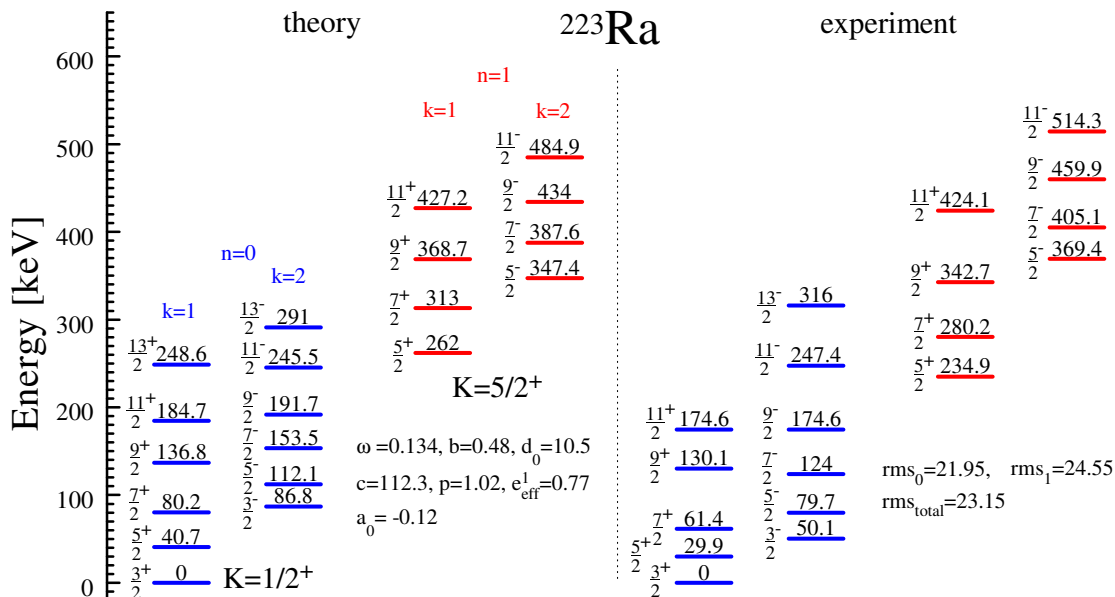 theory
²²³Ra
experiment
Energy [keV]
600
500
400
300
200
100
0
n=0
k=1
k=2
n=1
k=1
k=2
13/2⁺ 248.6
11/2⁺ 184.7
9/2⁺ 136.8
7/2⁺ 80.2
5/2⁺ 40.7
3/2⁺ 0
K=1/2⁺
13/2⁻ 291
11/2⁻ 245.5
9/2⁻ 191.7
7/2⁻ 153.5
5/2⁻ 112.1
3/2⁻ 86.8
11/2⁺ 427.2
9/2⁺ 368.7
7/2⁺ 313
5/2⁺ 262
K=5/2⁺
11/2⁻ 484.9
9/2⁻ 434
7/2⁻ 387.6
5/2⁻ 347.4
ω=0.134, b=0.48, d₀=10.5
c=112.3, p=1.02, e¹eff=0.77
a₀= -0.12
11/2⁺ 174.6
9/2⁺ 130.1
7/2⁺ 61.4
5/2⁺ 29.9
3/2⁺ 0
13/2⁻ 316
11/2⁻ 247.4
9/2⁻ 174.6
7/2⁻ 124
5/2⁻ 79.7
3/2⁻ 50.1
11/2⁺ 424.1
9/2⁺ 342.7
7/2⁺ 280.2
5/2⁺ 234.9
11/2⁻ 514.3
9/2⁻ 459.9
7/2⁻ 405.1
5/2⁻ 369.4
rms₀=21.95, rms₁=24.55
rmstotal=23.15